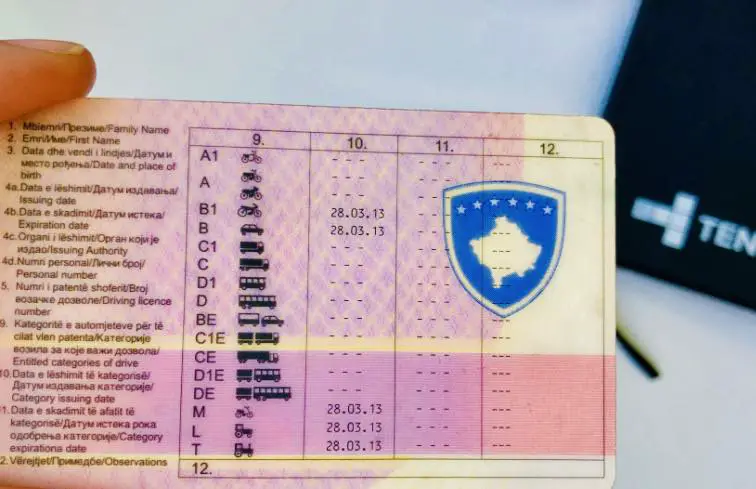 9. 10. 11. 12.
1. Mbiemri/Презиме/Family Name
2. Emri/Име/First Name
3. Data dhe vendi i lindjes/Датум и
место рођења/Date and place of
birth
4a.Data e lëshimit/Датум издавања/
Issuing date
4b.Data e skadimit/Датум истека/
Expiration date
4c.Organi i lëshimit/Орган који је
издао/Issuing Authority
4d.Numri personal/Лични број/
Personal number
5. Numri i patentë shoferit/Број
возачке дозволе/Driving licence
number
9. Kategoritë e automjeteve për të
cilat vlen patenta/Категорије
возила за које важи дозвола/
Entitled categories of drive
10.Data e lëshimit të kategorisë/
Датум издавања категорије/
Category issuing date
1. Data e skadimit të afatit të
kategorisë/Датум истека рока
одобрења категорије/Category
expirationa date
2.Vërejtjet/Примедбе/Observations
A1 --- --- ---
A --- --- ---
--- --- ---
B1 28.03.13 --- ---
B 28.03.13 --- ---
C1 --- --- ---
C --- --- ---
D1 --- --- ---
D --- --- ---
BE --- --- ---
C1E --- --- ---
CE --- --- ---
D1E --- --- ---
DE --- --- ---
M 28.03.13 --- ---
L 28.03.13 --- ---
T 28.03.13 --- ---
12.
TEN